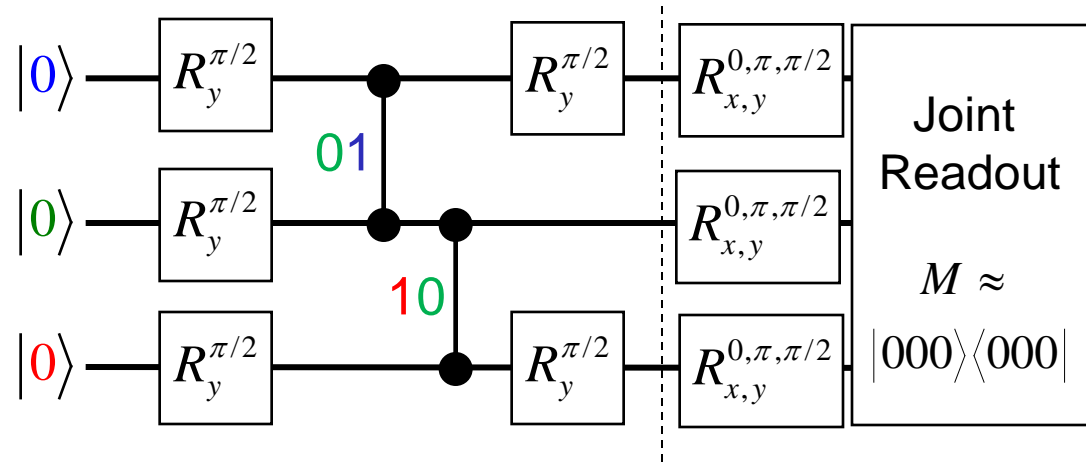 |0⟩ R_y^{π/2} R_y^{π/2} R_{x,y}^{0,π,π/2}
01
|0⟩ R_y^{π/2} R_{x,y}^{0,π,π/2}
10
|0⟩ R_y^{π/2} R_y^{π/2} R_{x,y}^{0,π,π/2}
Joint
Readout
M ≈
|000⟩⟨000|